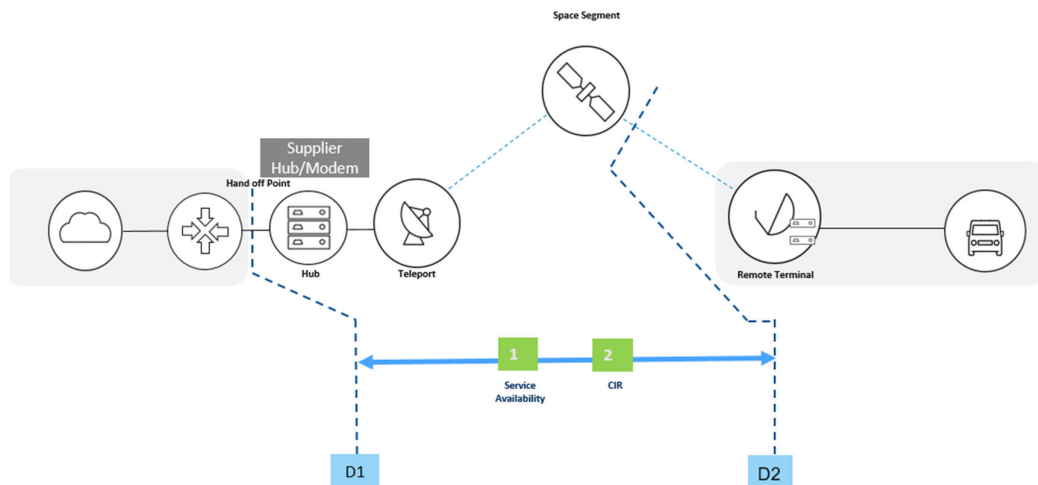 Space Segment
Supplier
Hub/Modem
Hand off Point
Hub
Teleport
Remote Terminal
1
2
Service
Availability
CIR
D1
D2